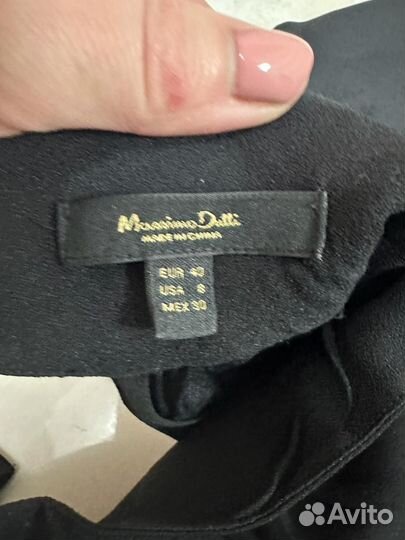 Massimo Dutti
MADE IN CHINA
EUR 40
USA 8
MEX 30
Avito